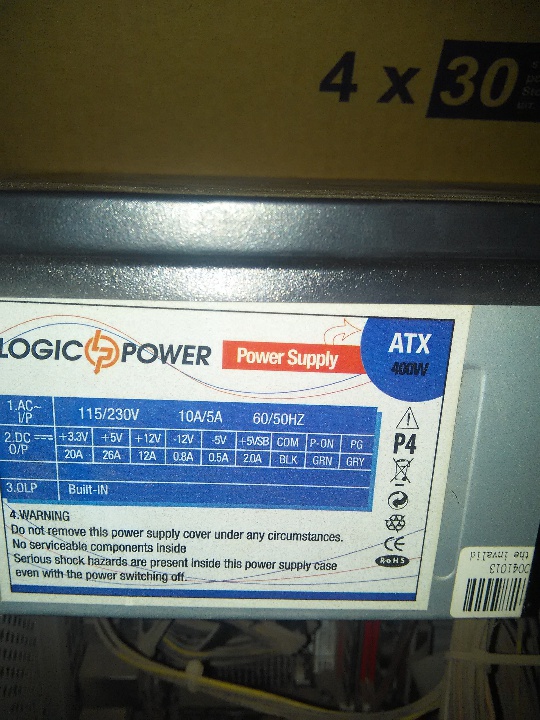 4 x 30
LOGIC POWER
Power Supply
ATX
400W
1.AC~ I/P 115/230V 10A/5A 60/50HZ
2.DC O/P +3.3V +5V +12V -12V -5V +5VSB COM P-ON PG
20A 26A 12A 0.8A 0.5A 2.0A BLK GRN GRY
3.OLP Built-IN
P4
4.WARNING
Do not remove this power supply cover under any circumstances.
No serviceable components inside
Serious shock hazards are present inside this power supply case
even with the power switching off.
CE
RoHS
0041013
the invalid